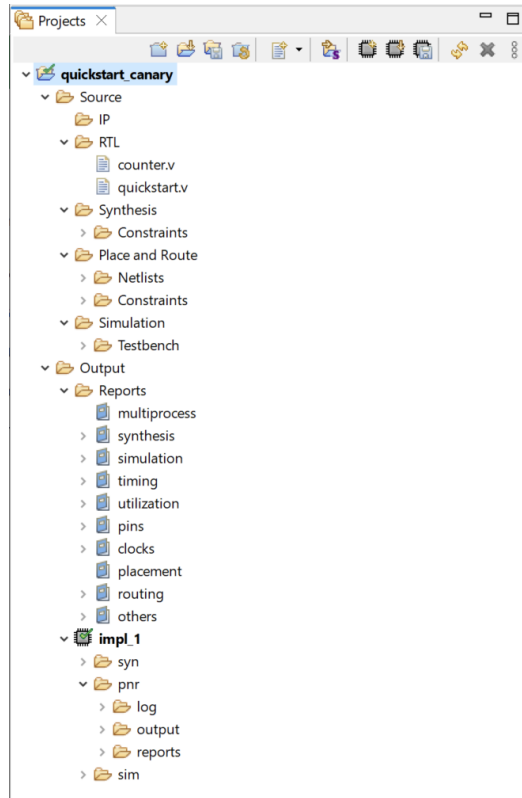 Projects
quickstart_canary
Source
IP
RTL
counter.v
quickstart.v
Synthesis
Constraints
Place and Route
Netlists
Constraints
Simulation
Testbench
Output
Reports
multiprocess
synthesis
simulation
timing
utilization
pins
clocks
placement
routing
others
impl_1
syn
pnr
log
output
reports
sim